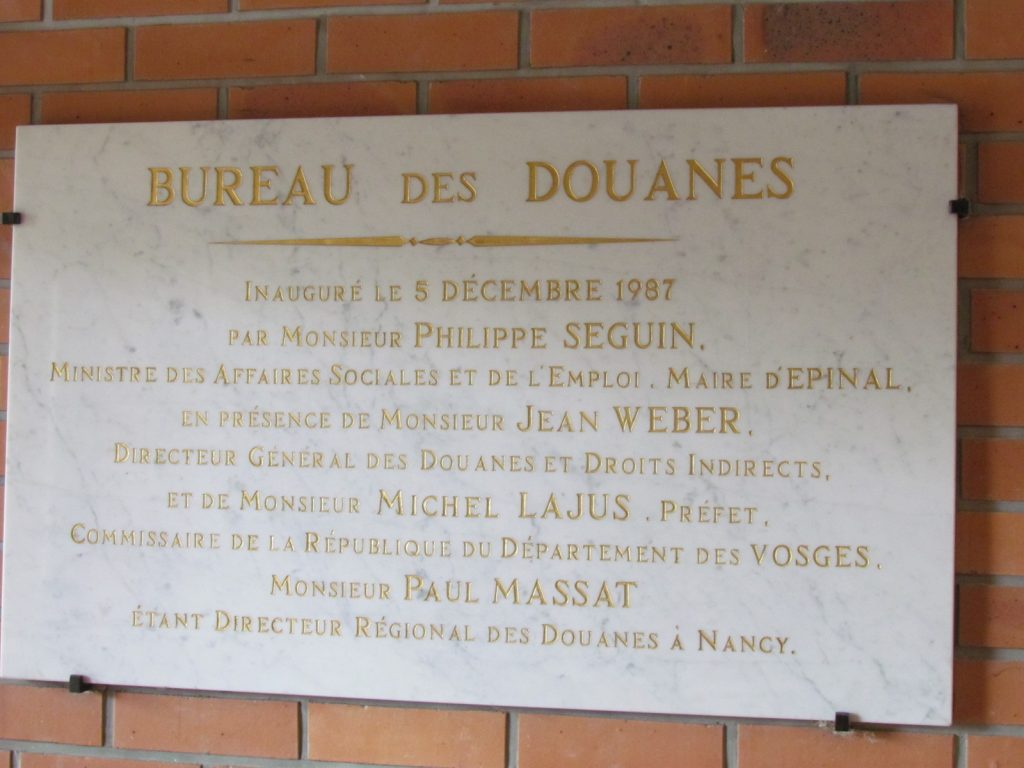 BUREAU DES DOUANES
INAUGURÉ LE 5 DÉCEMBRE 1987
PAR MONSIEUR PHILIPPE SEGUIN,
MINISTRE DES AFFAIRES SOCIALES ET DE L'EMPLOI, MAIRE D'EPINAL,
EN PRÉSENCE DE MONSIEUR JEAN WEBER,
DIRECTEUR GÉNÉRAL DES DOUANES ET DROITS INDIRECTS,
ET DE MONSIEUR MICHEL LAJUS, PRÉFET,
COMMISSAIRE DE LA RÉPUBLIQUE DU DÉPARTEMENT DES VOSGES,
MONSIEUR PAUL MASSAT
ÉTANT DIRECTEUR RÉGIONAL DES DOUANES À NANCY.